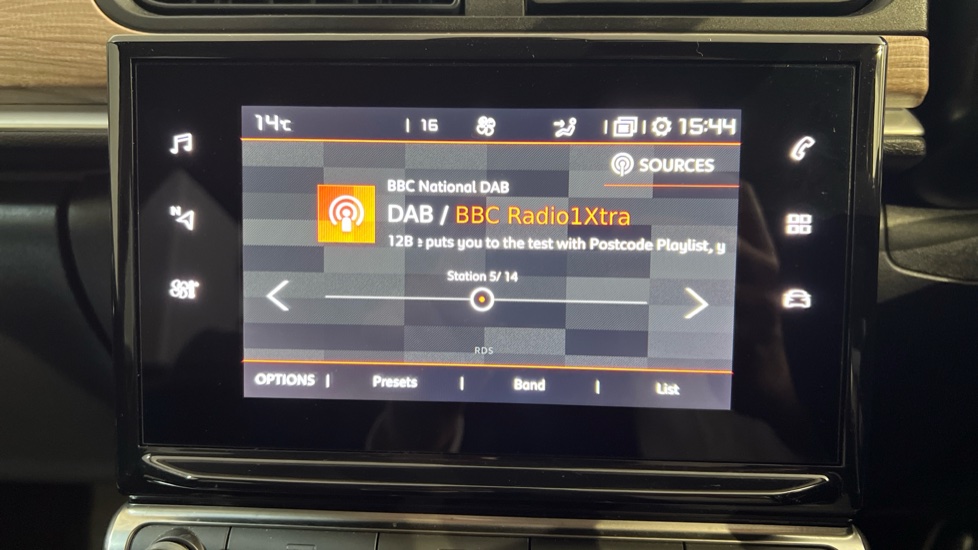 14°C | 16 | | 15:44
SOURCES
BBC National DAB
DAB / BBC Radio1Xtra
12B puts you to the test with Postcode Playlist, y
Station 5/ 14
RDS
OPTIONS | Presets | Band | List
N